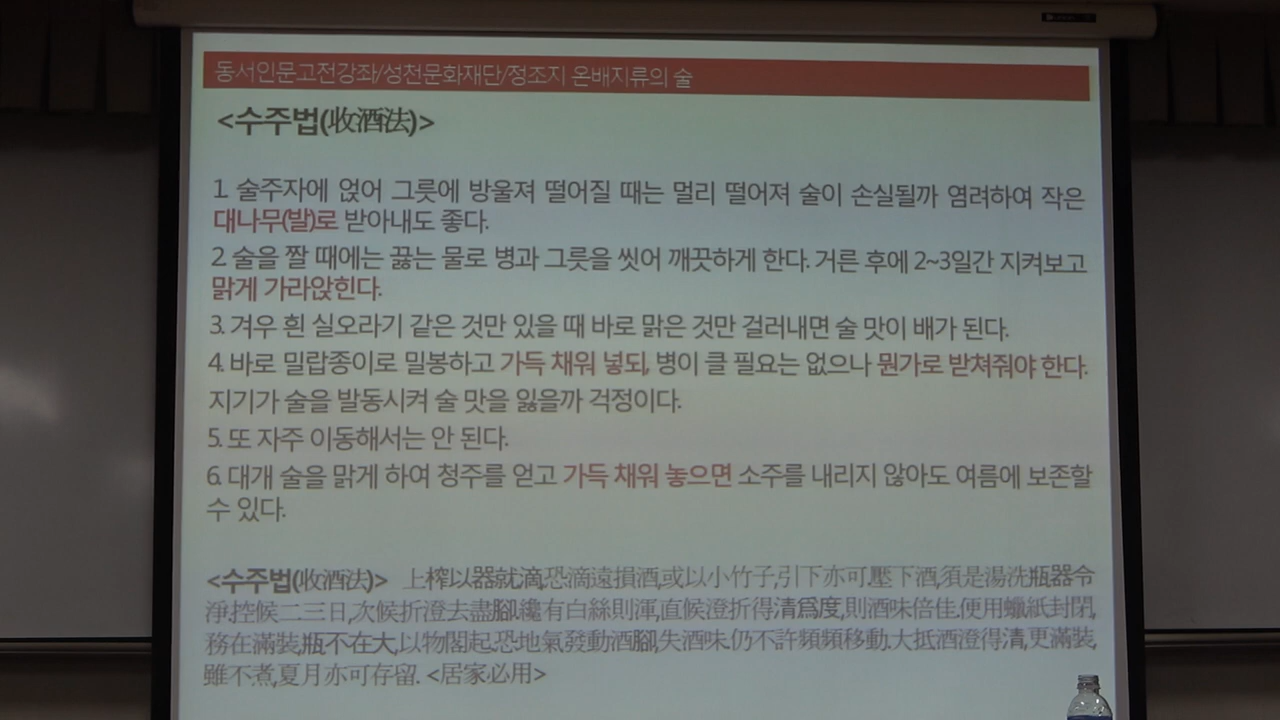 동서인문고전강좌/성천문화재단/정조지 온배지류의 술
<수주법(收酒法)>
1. 술주자에 얹어 그릇에 방울져 떨어질 때는 멀리 떨어져 술이 손실될까 염려하여 작은
대나무(발)로 받아내도 좋다.
2. 술을 짤 때에는 끓는 물로 병과 그릇을 씻어 깨끗하게 한다. 거른 후에 2~3일간 지켜보고
맑게 가라앉힌다.
3. 겨우 흰 실오라기 같은 것만 있을 때 바로 맑은 것만 걸러내면 술 맛이 배가 된다.
4. 바로 밀랍종이로 밀봉하고 가득 채워 넣되, 병이 클 필요는 없으나 뭔가로 받쳐줘야 한다.
지기가 술을 발동시켜 술 맛을 잃을까 걱정이다.
5. 또 자주 이동해서는 안 된다.
6. 대개 술을 맑게 하여 청주를 얻고 가득 채워 놓으면 소주를 내리지 않아도 여름에 보존할
수 있다.
<수주법(收酒法)> 上榨以器就滴,恐滴遠損酒,或以小竹子,引下亦可.壓下酒,須是湯洗瓶器令
淨.控候二三日,次候折澄去盡腳.纔有白絲則渾,直候澄折得清爲度,則酒味倍佳.便用蠟紙封閉,
務在滿裝,瓶不在大,以物閣起.恐地氣發動酒腳,失酒味.仍不許頻頻移動.大抵酒澄得清,更滿裝,
雖不煮,夏月亦可存留. <居家必用>